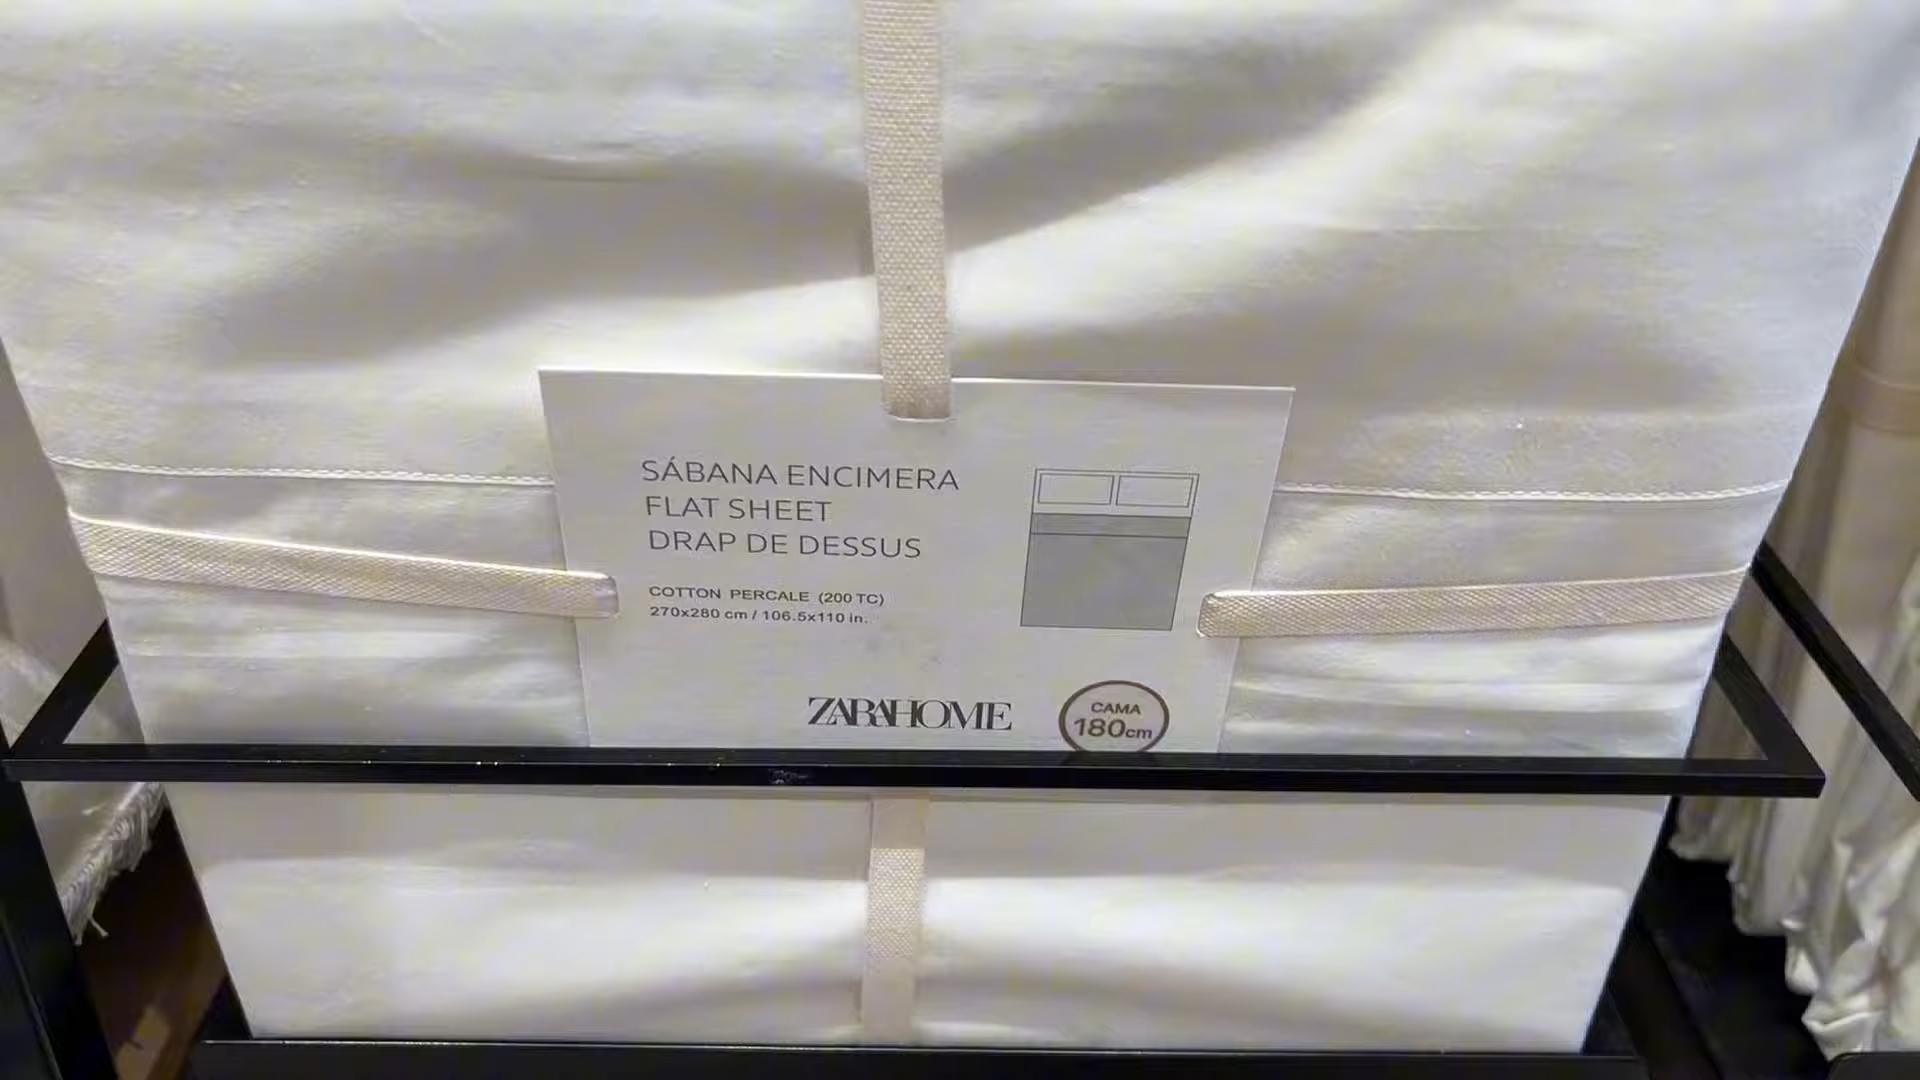 SÁBANA ENCIMERA
FLAT SHEET
DRAP DE DESSUS
COTTON PERCALE (200 TC)
270x280 cm / 106.5x110 in.
ZARAHOME
CAMA
180cm